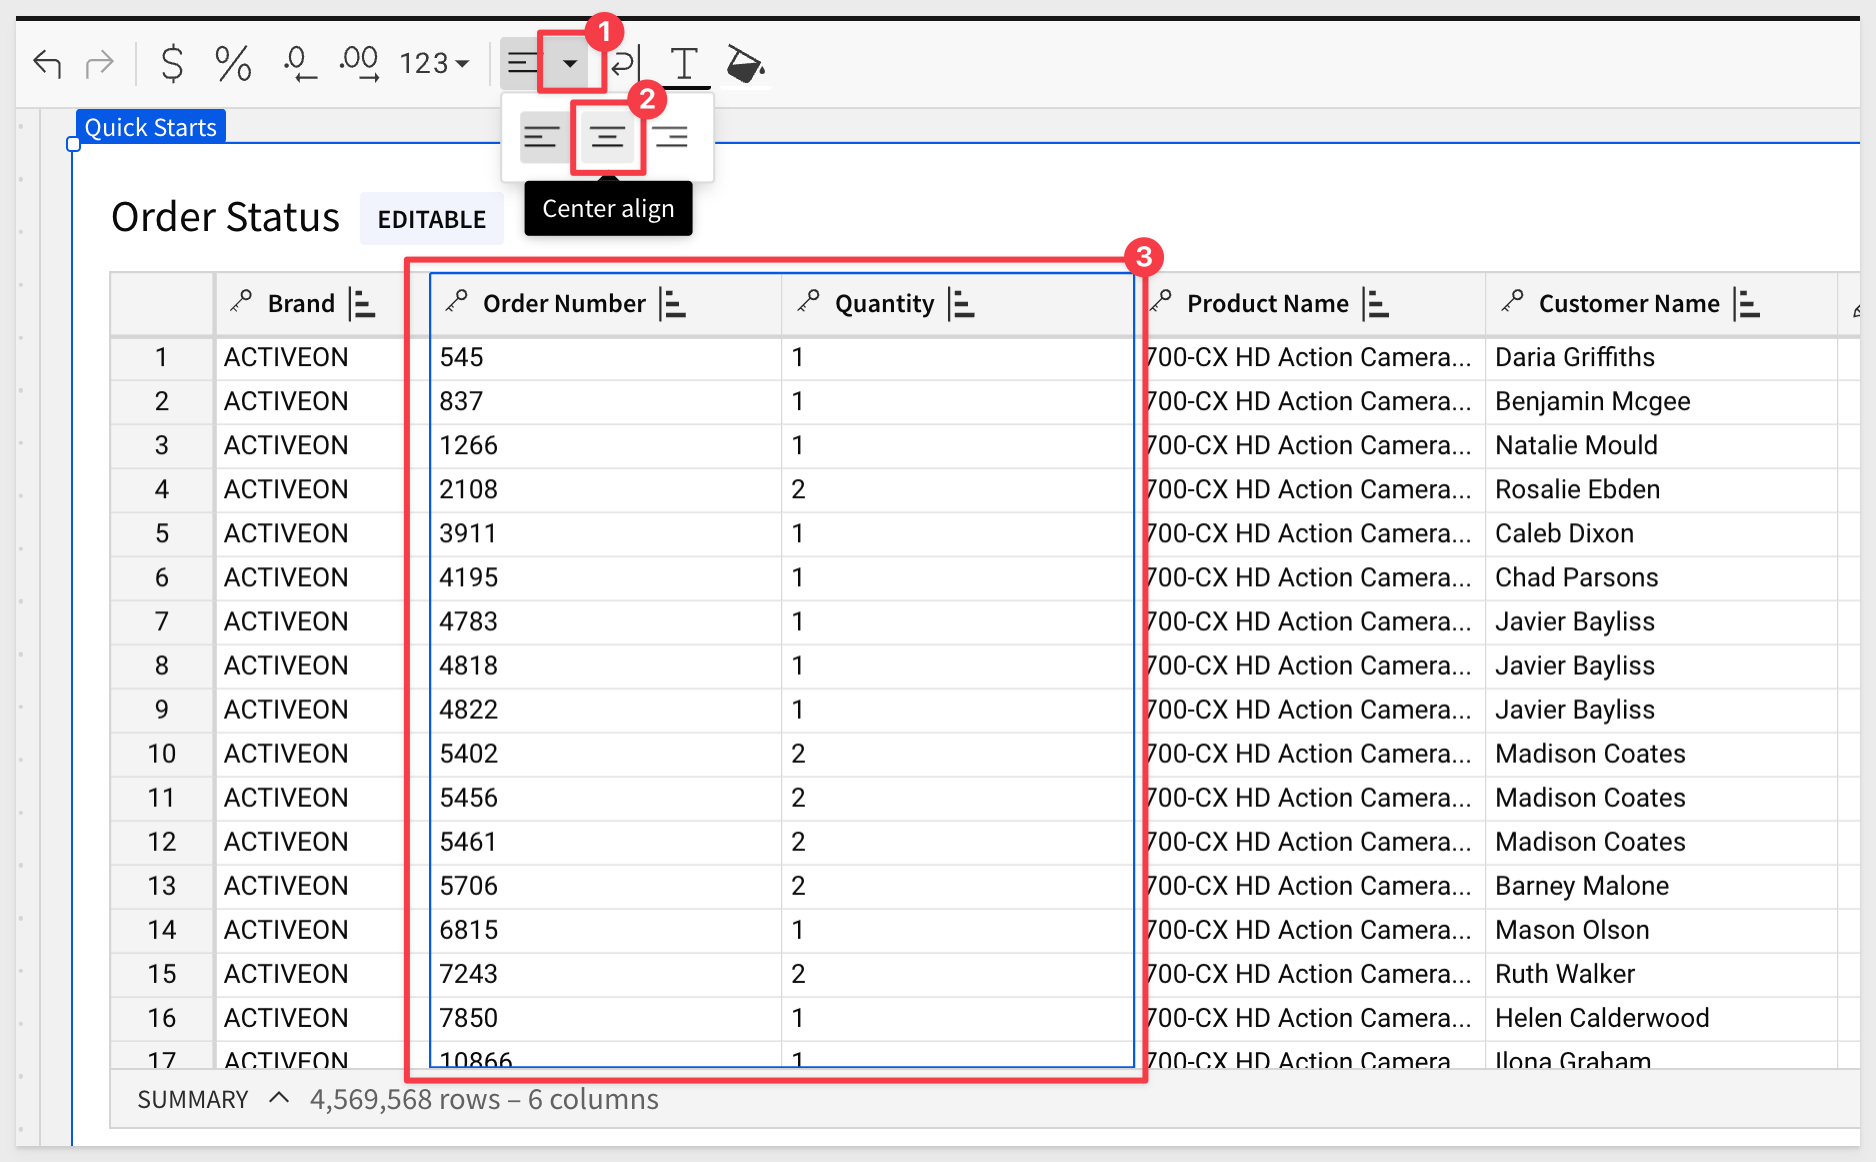 1
$ % .0 .00 123 T
2
Quick Starts
Center align
Order Status EDITABLE
3
Brand Order Number Quantity Product Name Customer Name
1 ACTIVEON 545 1 700-CX HD Action Camera... Daria Griffiths
2 ACTIVEON 837 1 700-CX HD Action Camera... Benjamin Mcgee
3 ACTIVEON 1266 1 700-CX HD Action Camera... Natalie Mould
4 ACTIVEON 2108 2 700-CX HD Action Camera... Rosalie Ebden
5 ACTIVEON 3911 1 700-CX HD Action Camera... Caleb Dixon
6 ACTIVEON 4195 1 700-CX HD Action Camera... Chad Parsons
7 ACTIVEON 4783 1 700-CX HD Action Camera... Javier Bayliss
8 ACTIVEON 4818 1 700-CX HD Action Camera... Javier Bayliss
9 ACTIVEON 4822 1 700-CX HD Action Camera... Javier Bayliss
10 ACTIVEON 5402 2 700-CX HD Action Camera... Madison Coates
11 ACTIVEON 5456 2 700-CX HD Action Camera... Madison Coates
12 ACTIVEON 5461 2 700-CX HD Action Camera... Madison Coates
13 ACTIVEON 5706 2 700-CX HD Action Camera... Barney Malone
14 ACTIVEON 6815 1 700-CX HD Action Camera... Mason Olson
15 ACTIVEON 7243 2 700-CX HD Action Camera... Ruth Walker
16 ACTIVEON 7850 1 700-CX HD Action Camera... Helen Calderwood
17 ACTIVEON 10866 1 700-CX HD Action Camera... Ilona Graham
SUMMARY 4,569,568 rows – 6 columns